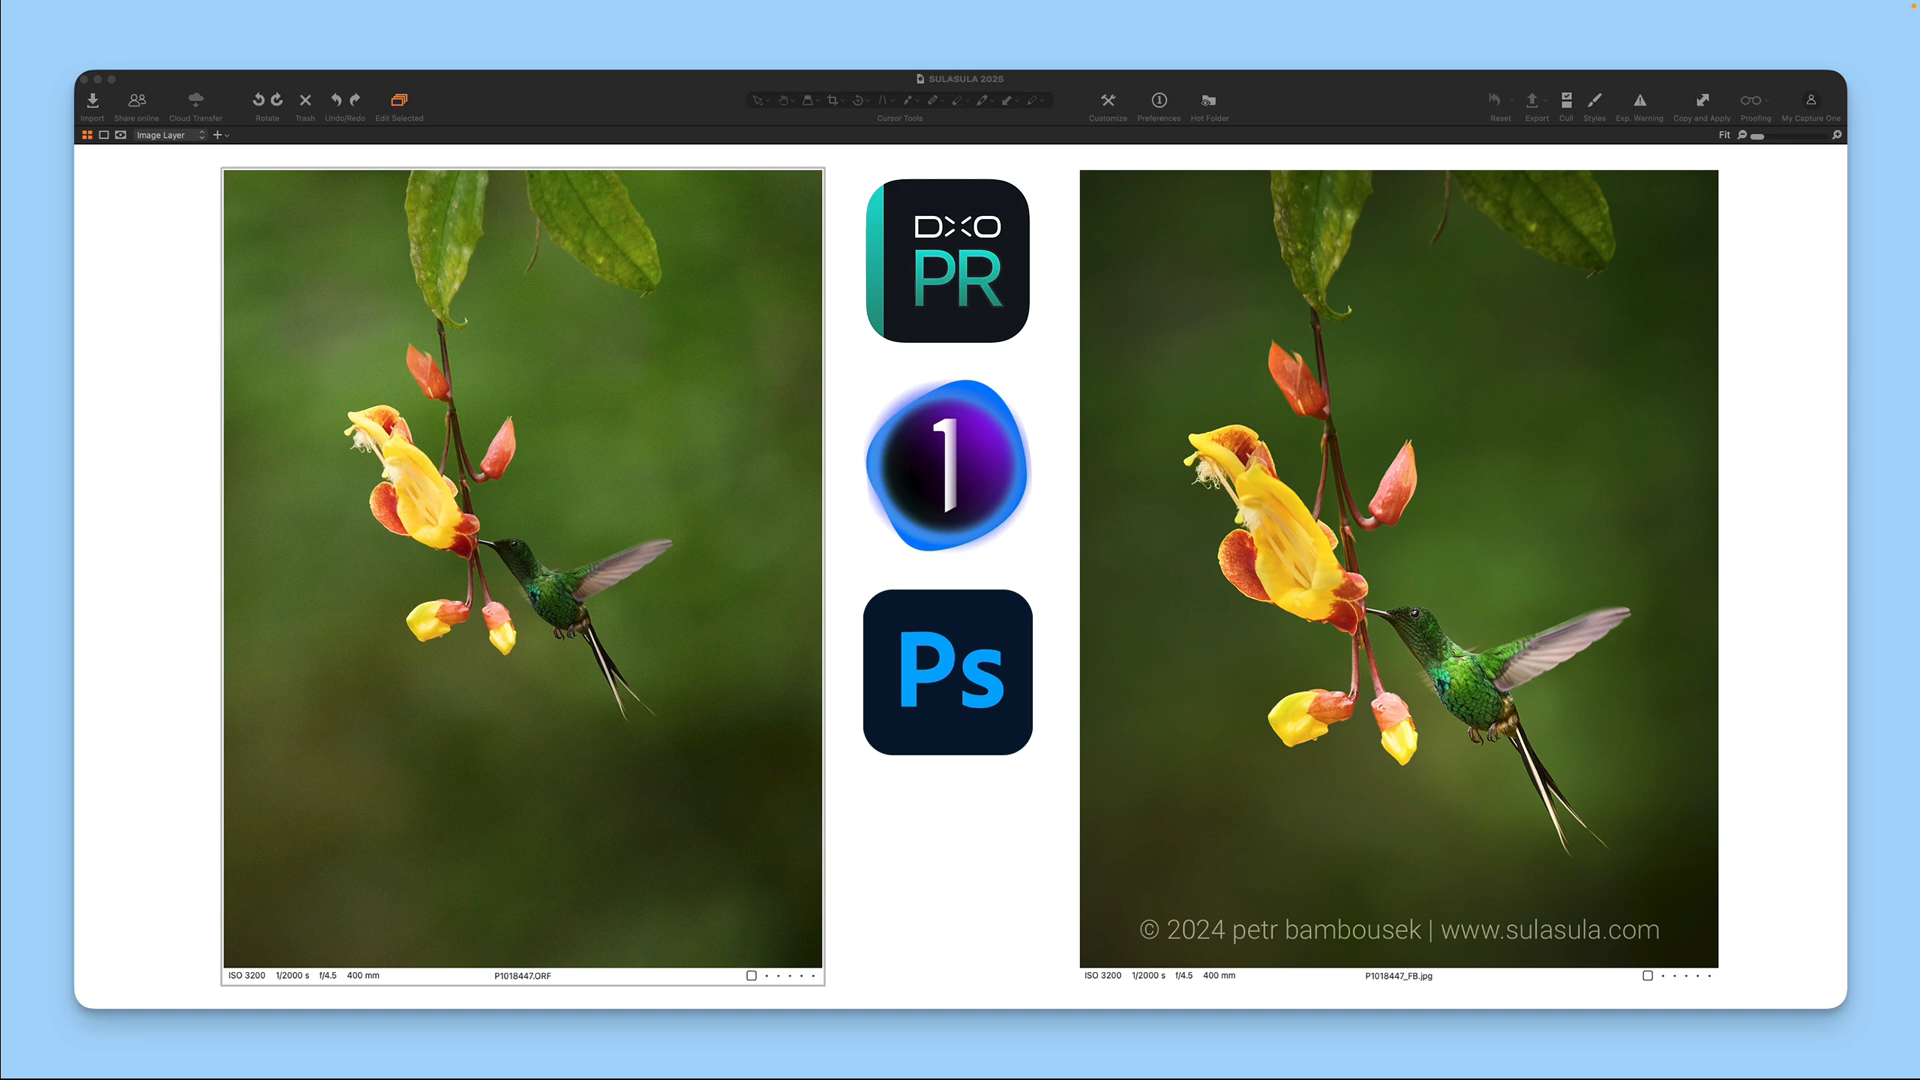 SULASULA 2025
Import Share online Cloud Transfer Rotate Trash Undo/Redo Edit Selected Cursor Tools Customize Preferences Hot Folder Reset Export Cull Styles Exp. Warning Copy and Apply Proofing My Capture One
Image Layer Fit
DXO
PR
1
Ps
© 2024 petr bambousek | www.sulasula.com
ISO 3200 1/2000 s f/4.5 400 mm P1018447.ORF
ISO 3200 1/2000 s f/4.5 400 mm P1018447_FB.jpg